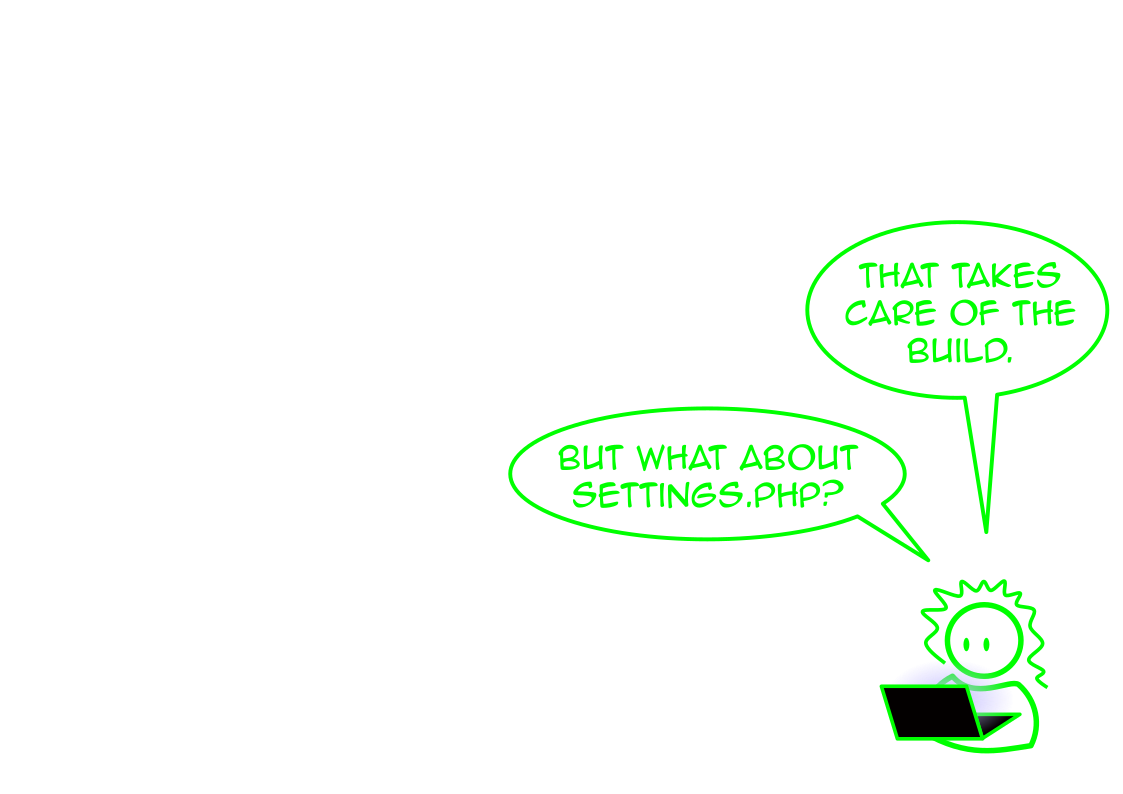 THAT TAKES
CARE OF THE
BUILD.
BUT WHAT ABOUT
SETTINGS.PHP?